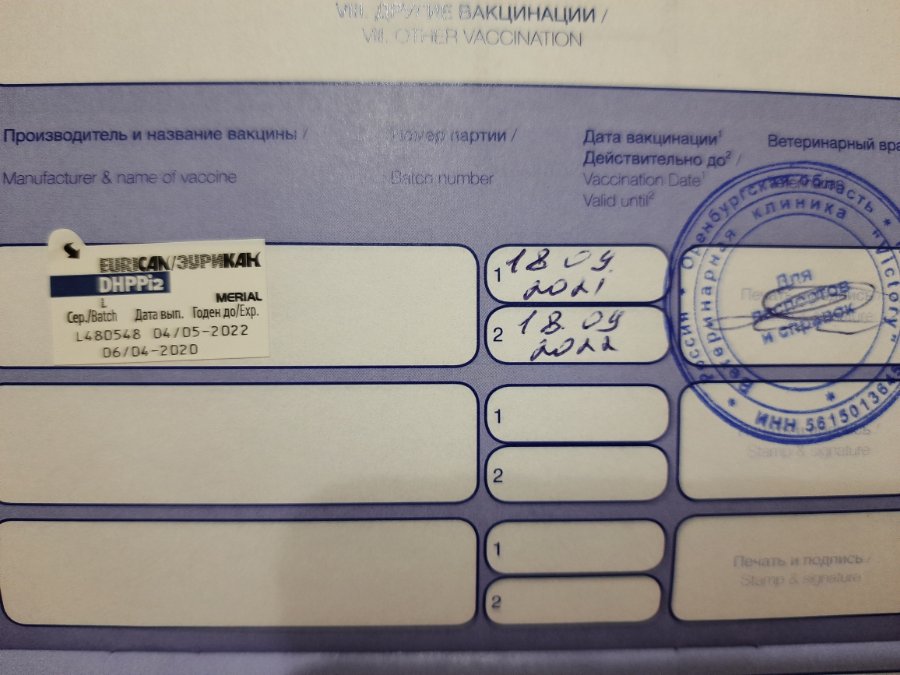 VIII. ДРУГИЕ ВАКЦИНАЦИИ /
VIII. OTHER VACCINATION
Производитель и название вакцины /
Manufacturer & name of vaccine
Номер партии /
Batch number
Дата вакцинации¹
Действительно до² /
Vaccination Date¹
Valid until²
Ветеринарный вра
EURICAN/ЭУРИКАН
DHPPi2
L
MERIAL
Сер./Batch Дата вып. Годен до/Exp.
L480548 04/05-2022
06/04-2020
1 18 09
2021
2 18.09
2022
Оренбургская область * Россия *
Ветеринарная клиника "Victory" *
ИНН 5615013648
Для
паспортов
и справок
1
2
Stamp & signature
1
2
Печать и подпись /
Stamp & signature